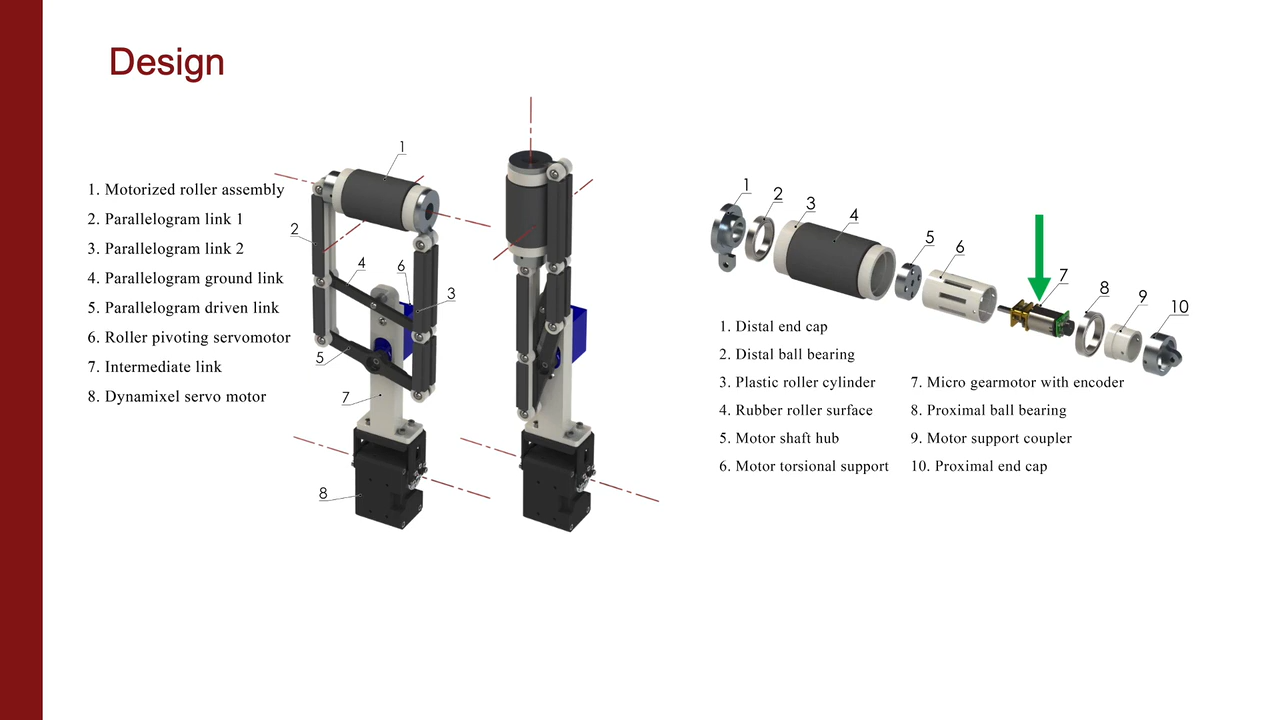 Design
1. Motorized roller assembly
2. Parallelogram link 1
3. Parallelogram link 2
4. Parallelogram ground link
5. Parallelogram driven link
6. Roller pivoting servomotor
7. Intermediate link
8. Dynamixel servo motor
1
2
4
6
3
5
7
8
1
2
3
4
5
6
7
8
9
10
1. Distal end cap
2. Distal ball bearing
3. Plastic roller cylinder
4. Rubber roller surface
5. Motor shaft hub
6. Motor torsional support
7. Micro gearmotor with encoder
8. Proximal ball bearing
9. Motor support coupler
10. Proximal end cap